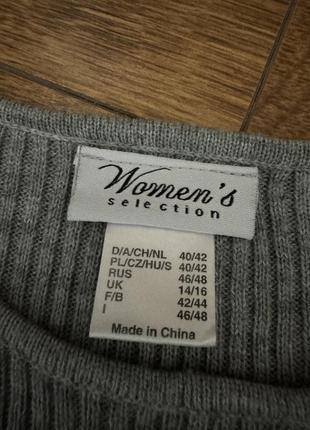 Women's
selection
D/A/CH/NL 40/42
PL/CZ/HU/S 40/42
RUS 46/48
UK 14/16
F/B 42/44
I 46/48
Made in China